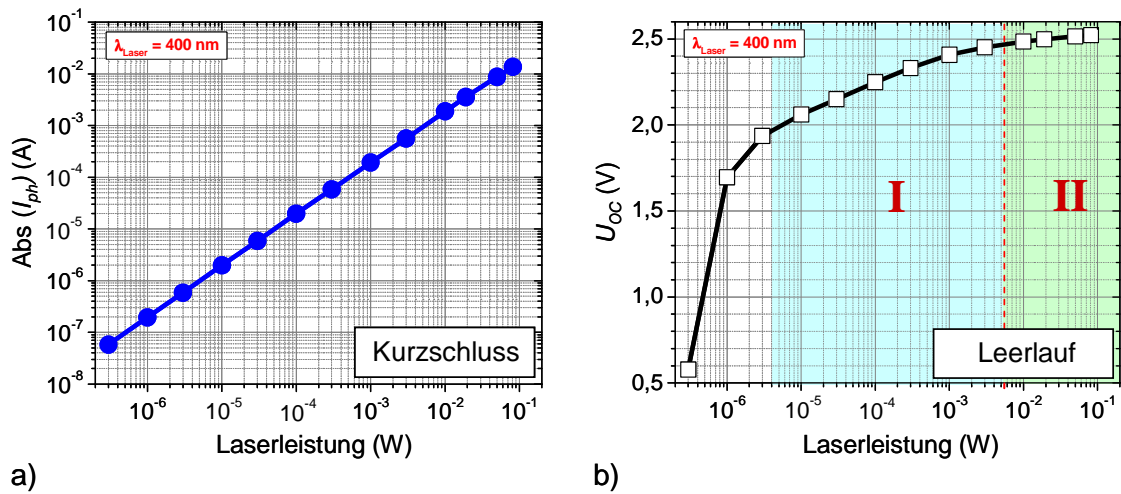 λLaser = 400 nm
10⁻¹
10⁻²
10⁻³
10⁻⁴
10⁻⁵
10⁻⁶
10⁻⁷
10⁻⁸
Abs (Iph) (A)
Kurzschluss
10⁻⁶ 10⁻⁵ 10⁻⁴ 10⁻³ 10⁻² 10⁻¹
Laserleistung (W)
a)
λLaser = 400 nm
2,5
2,0
1,5
1,0
0,5
UOC (V)
I II
Leerlauf
10⁻⁶ 10⁻⁵ 10⁻⁴ 10⁻³ 10⁻² 10⁻¹
Laserleistung (W)
b)